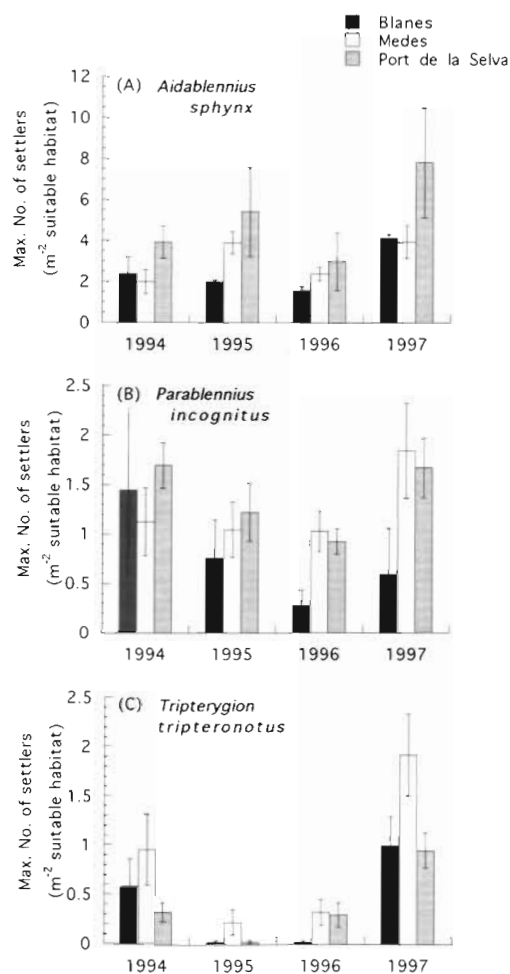 Blanes
Medes
Port de la Selva
(A) Aidablennius
sphynx
Max. No. of settlers
(m⁻² suitable habitat)
12
10
8
6
4
2
0
1994 1995 1996 1997
(B) Parablennius
incognitus
Max. No. of settlers
(m⁻² suitable habitat)
2.5
2
1.5
1
0.5
0
1994 1995 1996 1997
(C) Tripterygion
tripteronotus
Max. No. of settlers
(m⁻² suitable habitat)
2.5
2
1.5
1
0.5
0
1994 1995 1996 1997